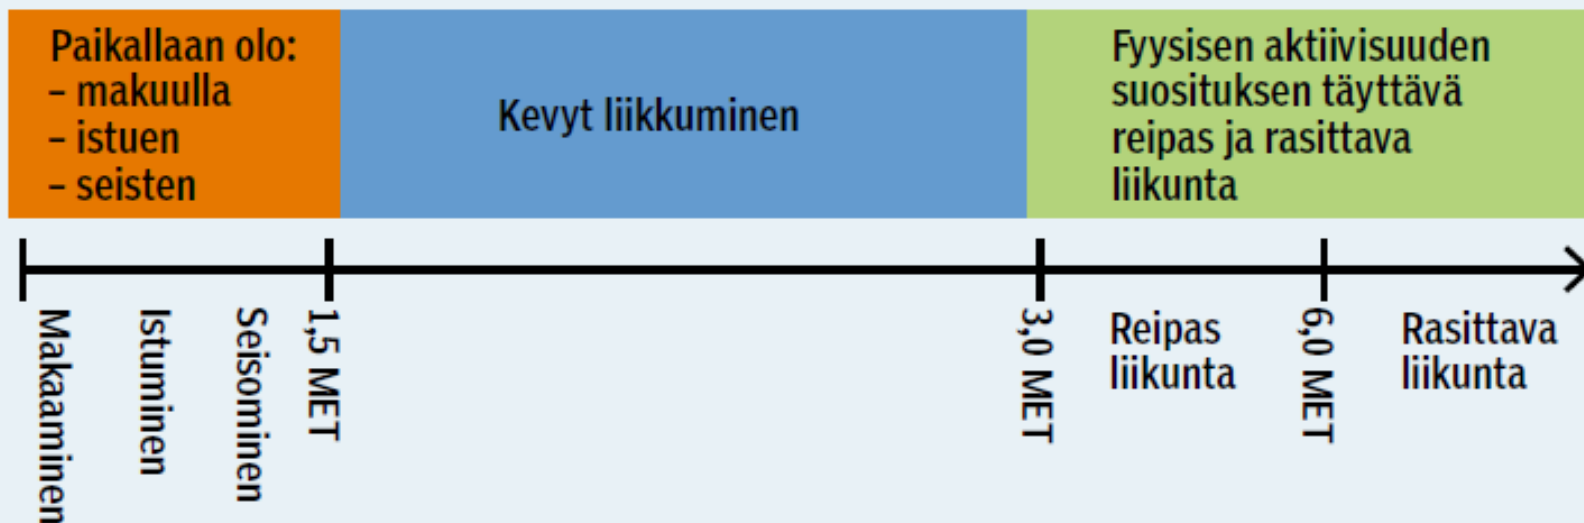 Paikallaan olo:
– makuulla
– istuen
– seisten
Kevyt liikkuminen
Fyysisen aktiivisuuden
suosituksen täyttävä
reipas ja rasittava
liikunta
Makaaminen
Istuminen
Seisominen
1,5 MET
3,0 MET
Reipas
liikunta
6,0 MET
Rasittava
liikunta